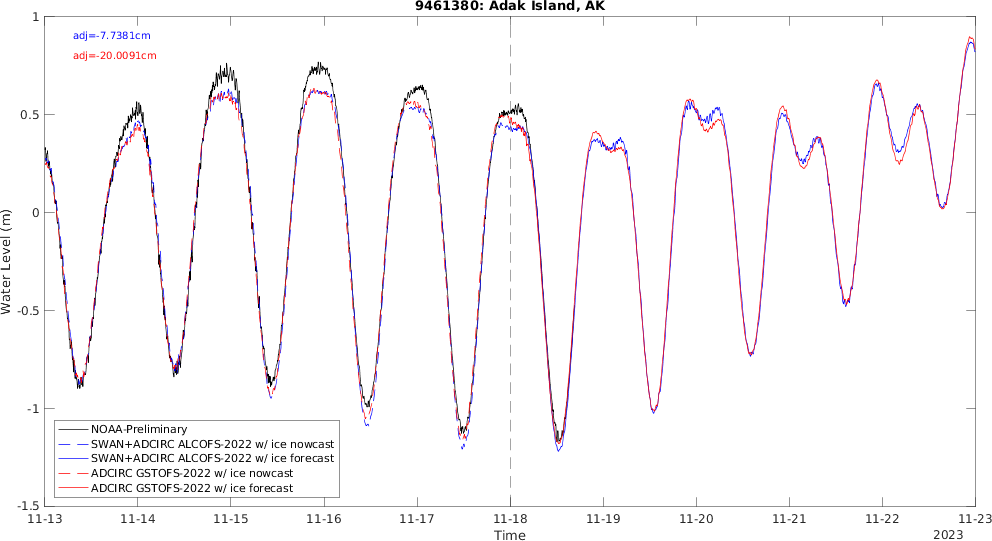 9461380: Adak Island, AK
adj=-7.7381cm
adj=-20.0091cm
Water Level (m)
1
0.5
0
-0.5
-1
-1.5
NOAA-Preliminary
SWAN+ADCIRC ALCOFS-2022 w/ ice nowcast
SWAN+ADCIRC ALCOFS-2022 w/ ice forecast
ADCIRC GSTOFS-2022 w/ ice nowcast
ADCIRC GSTOFS-2022 w/ ice forecast
11-13 11-14 11-15 11-16 11-17 11-18 11-19 11-20 11-21 11-22 11-23
Time
2023